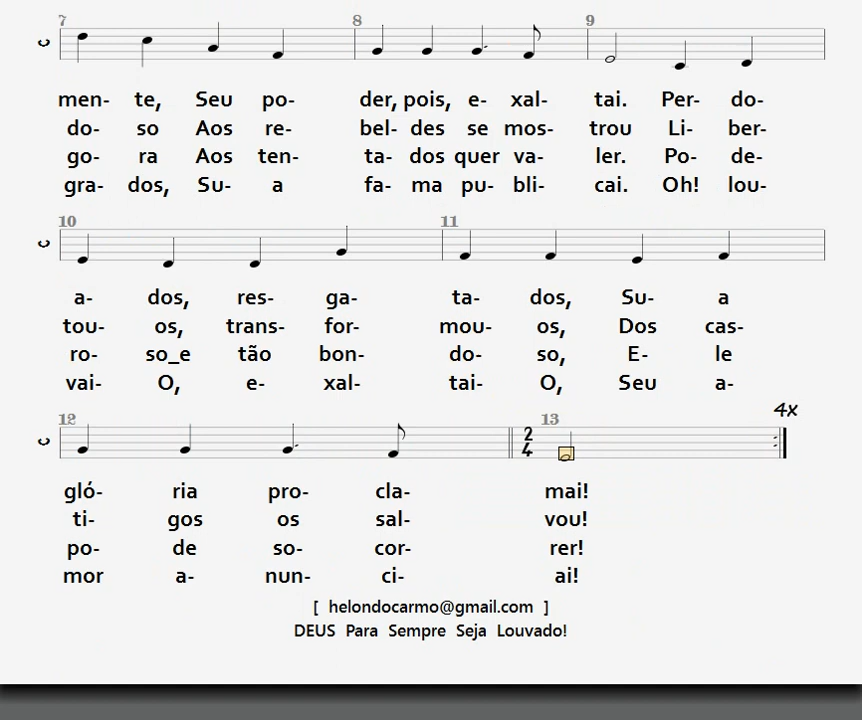 7 8 9
men- te, Seu po- der, pois, e- xal- tai. Per- do-
do- so Aos re- bel- des se mos- trou Li- ber-
go- ra Aos ten- ta- dos quer va- ler. Po- de-
gra- dos, Su- a fa- ma pu- bli- cai. Oh! lou-
10 11
a- dos, res- ga- ta- dos, Su- a
tou- os, trans- for- mou- os, Dos cas-
ro- so_e tão bon- do- so, E- le
vai- O, e- xal- tai- O, Seu a-
4x
12 13
2
4
gló- ria pro- cla- mai!
ti- gos os sal- vou!
po- de so- cor- rer!
mor a- nun- ci- ai!
[ helondocarmo@gmail.com ]
DEUS Para Sempre Seja Louvado!